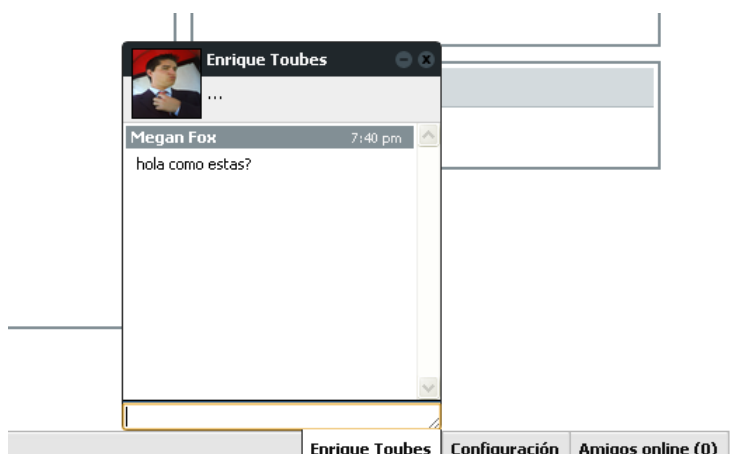 Enrique Toubes
...
Megan Fox 7:40 pm
hola como estas?
Enrique Toubes Configuración Amigos online (0)